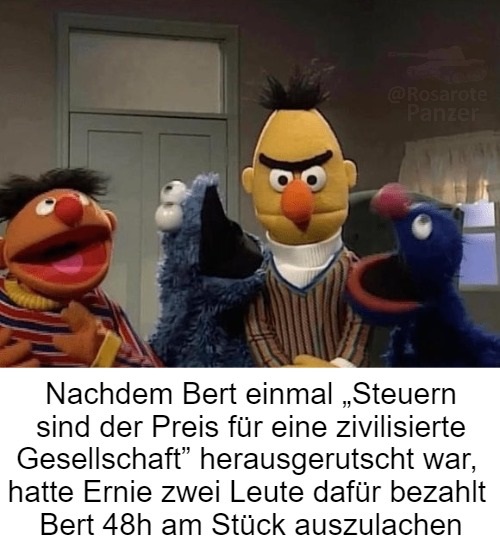 @Rosarote
Panzer
Nachdem Bert einmal „Steuern
sind der Preis für eine zivilisierte
Gesellschaft” herausgerutscht war,
hatte Ernie zwei Leute dafür bezahlt
Bert 48h am Stück auszulachen